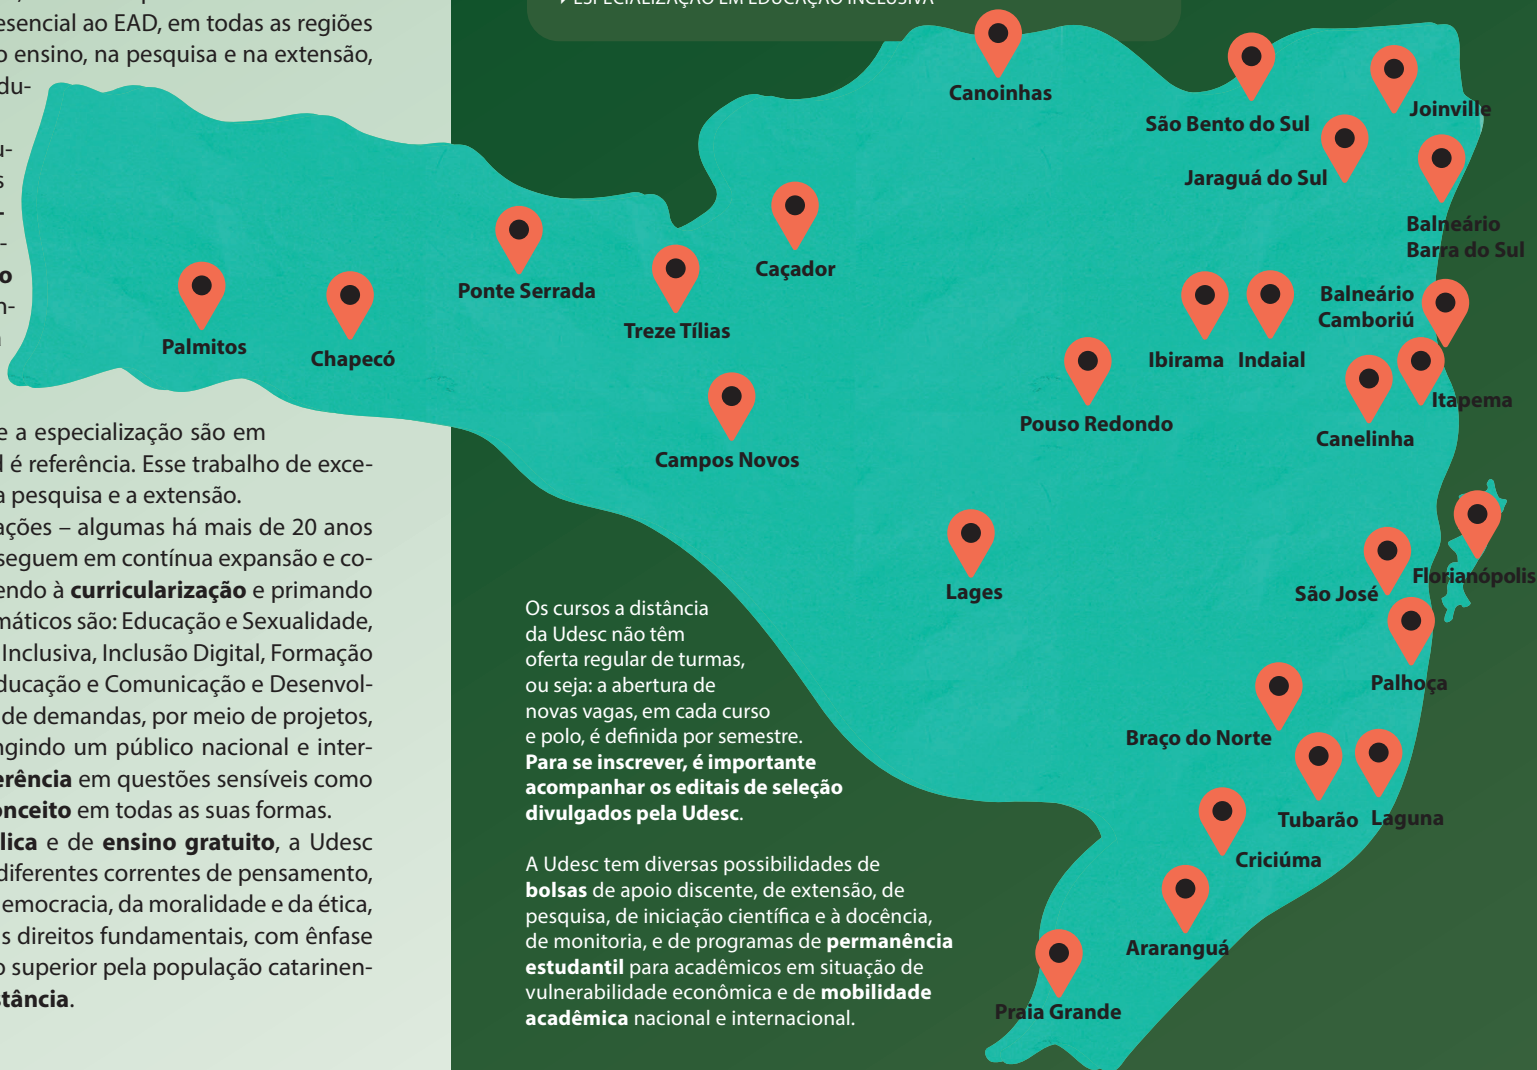 esencial ao EAD, em todas as regiões
o ensino, na pesquisa e na extensão,
du-
u-
s
-
-
o
n-
e a especialização são em
é referência. Esse trabalho de exce-
a pesquisa e a extensão.
ações – algumas há mais de 20 anos
seguem em contínua expansão e co-
endo à curricularização e primando
máticos são: Educação e Sexualidade,
Inclusiva, Inclusão Digital, Formação
ducação e Comunicação e Desenvol-
de demandas, por meio de projetos,
ngindo um público nacional e inter-
erência em questões sensíveis como
onceito em todas as suas formas.
lica e de ensino gratuito, a Udesc
diferentes correntes de pensamento,
emocracia, da moralidade e da ética,
s direitos fundamentais, com ênfase
o superior pela população catarinen-
stância.
ESPECIALIZAÇÃO EM EDUCAÇÃO INCLUSIVA
Canoinhas
São Bento do Sul
Joinville
Jaraguá do Sul
Balneário
Barra do Sul
Caçador
Ponte Serrada
Treze Tílias
Palmitos
Chapecó
Balneário
Camboriú
Ibirama
Indaial
Itapema
Pouso Redondo
Canelinha
Campos Novos
Lages
Florianópolis
São José
Palhoça
Braço do Norte
Tubarão
Laguna
Criciúma
Araranguá
Praia Grande
Os cursos a distância
da Udesc não têm
oferta regular de turmas,
ou seja: a abertura de
novas vagas, em cada curso
e polo, é definida por semestre.
Para se inscrever, é importante
acompanhar os editais de seleção
divulgados pela Udesc.
A Udesc tem diversas possibilidades de
bolsas de apoio discente, de extensão, de
pesquisa, de iniciação científica e à docência,
de monitoria, e de programas de permanência
estudantil para acadêmicos em situação de
vulnerabilidade econômica e de mobilidade
acadêmica nacional e internacional.